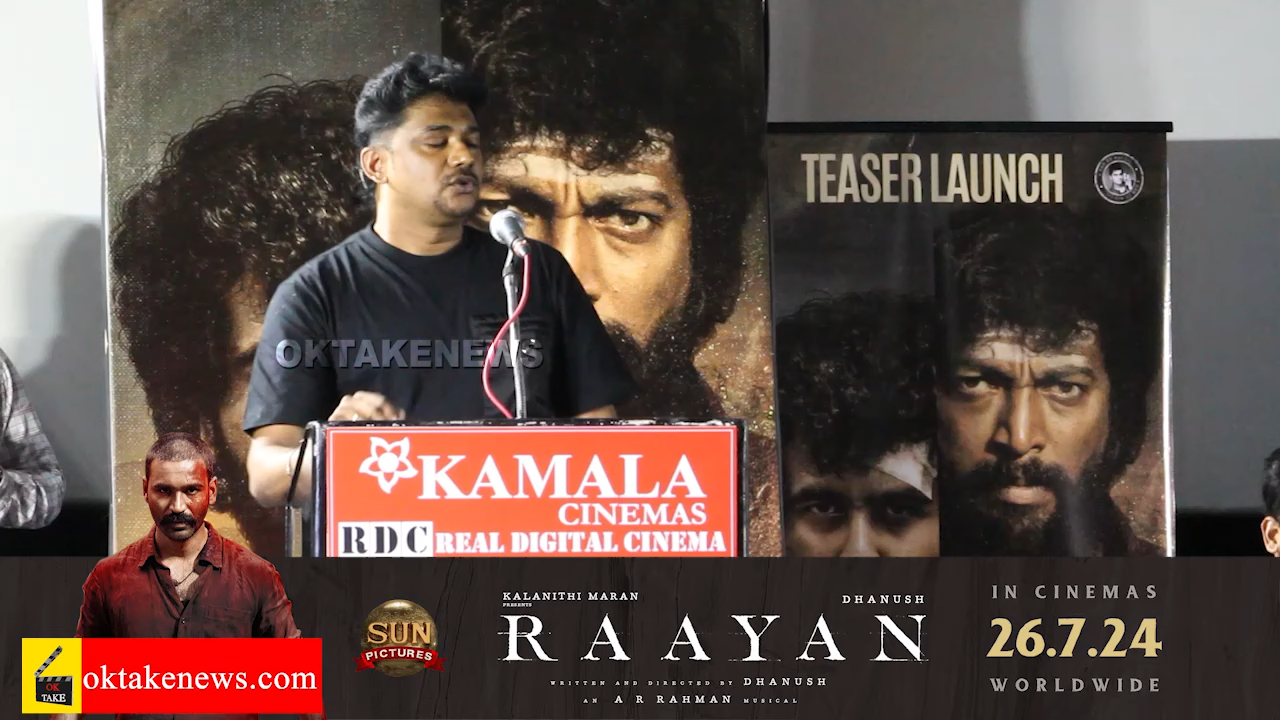 TEASER LAUNCH
OKTAKENEWS
KAMALA
CINEMAS
RDC REAL DIGITAL CINEMA
SUN
PICTURES
KALANITHI MARAN
PRESENTS
DHANUSH
RAAYAN
WRITTEN AND DIRECTED BY DHANUSH
AN A R RAHMAN MUSICAL
IN CINEMAS
26.7.24
WORLDWIDE
OK
TAKE
oktakenews.com